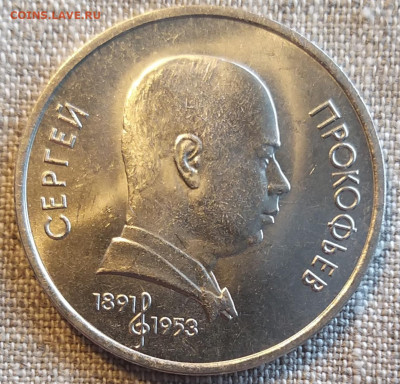 COINS.LAVE.RU
СЕРГЕЙ
ПРОКОФЬЕВ
1891
1953